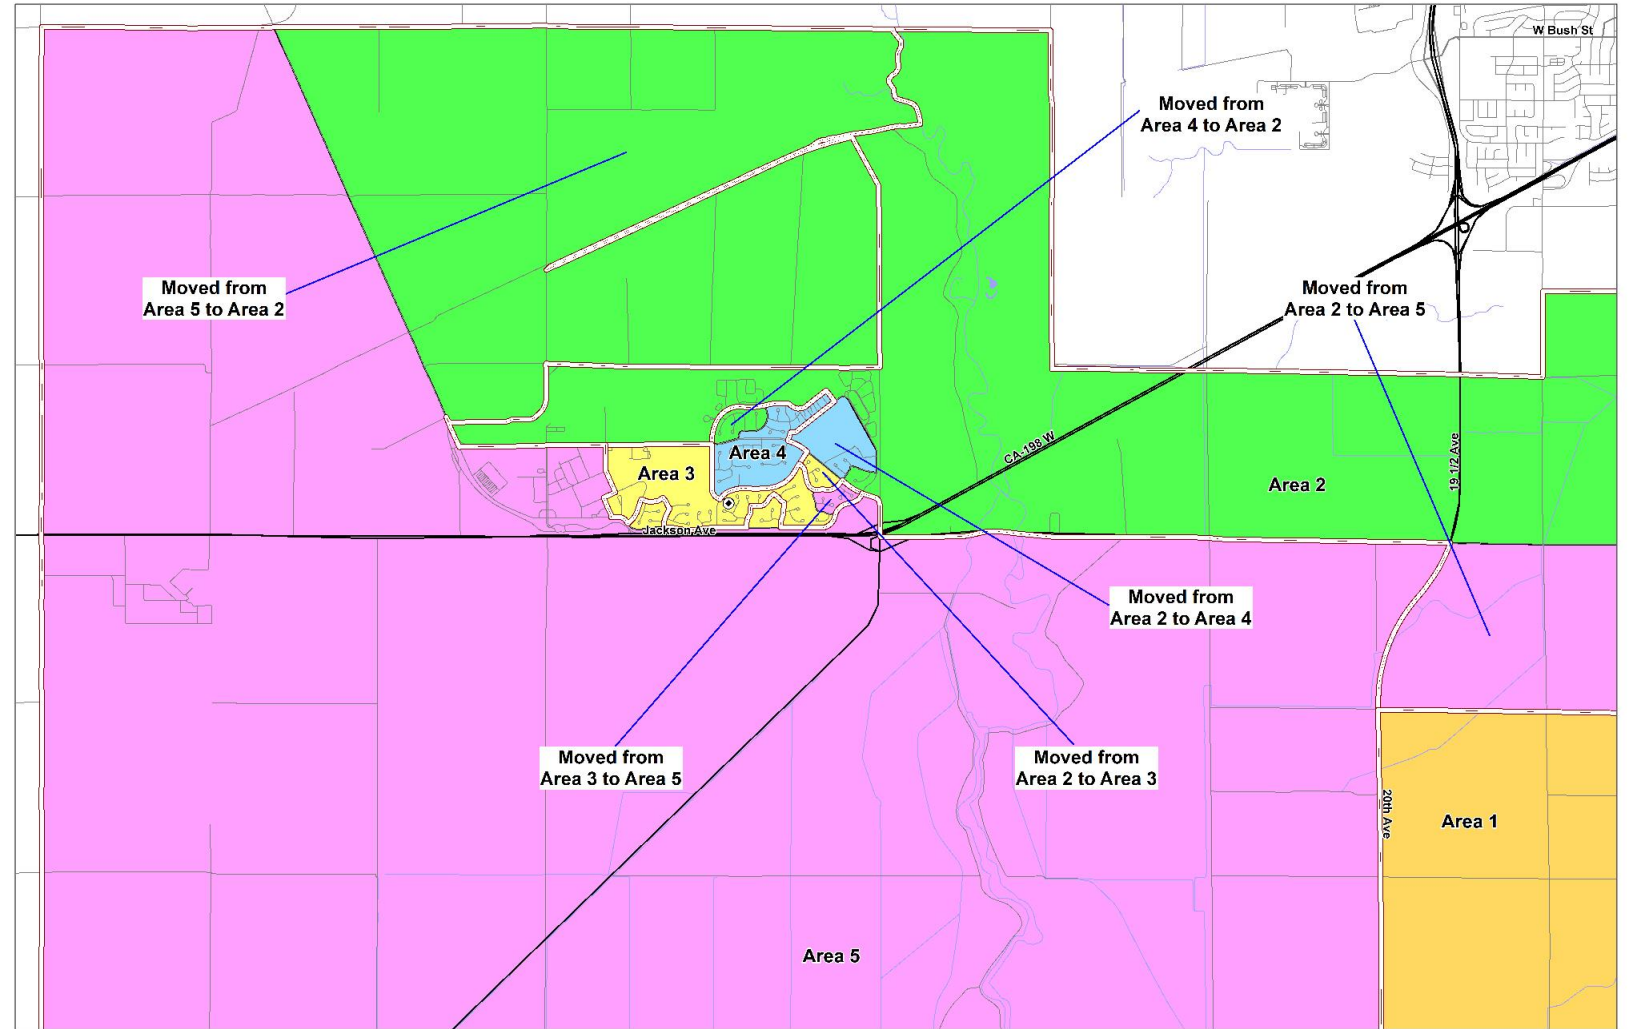 W Bush St
Moved from
Area 4 to Area 2
Moved from
Area 5 to Area 2
Moved from
Area 2 to Area 5
CA-198 W
19 1/2 Ave
Area 3
Area 4
Area 2
Jackson Ave
Moved from
Area 2 to Area 4
Moved from
Area 3 to Area 5
Moved from
Area 2 to Area 3
20th Ave
Area 1
Area 5